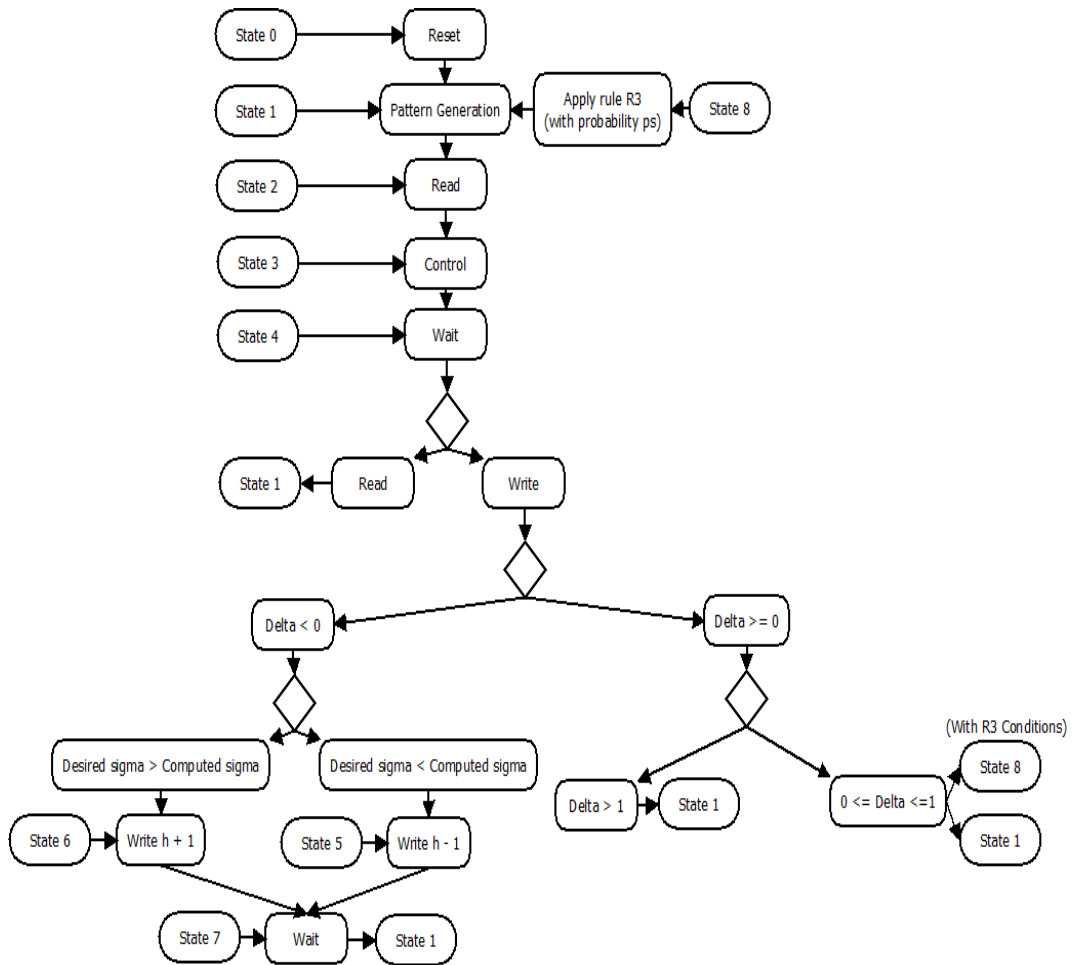 State 0
Reset
State 1
Pattern Generation
Apply rule R3
(with probability ps)
State 8
State 2
Read
State 3
Control
State 4
Wait
State 1
Read
Write
Delta < 0
Delta >= 0
(With R3 Conditions)
Desired sigma > Computed sigma
Desired sigma < Computed sigma
State 8
Delta > 1
State 1
0 <= Delta <=1
State 6
Write h + 1
State 5
Write h - 1
State 1
State 7
Wait
State 1